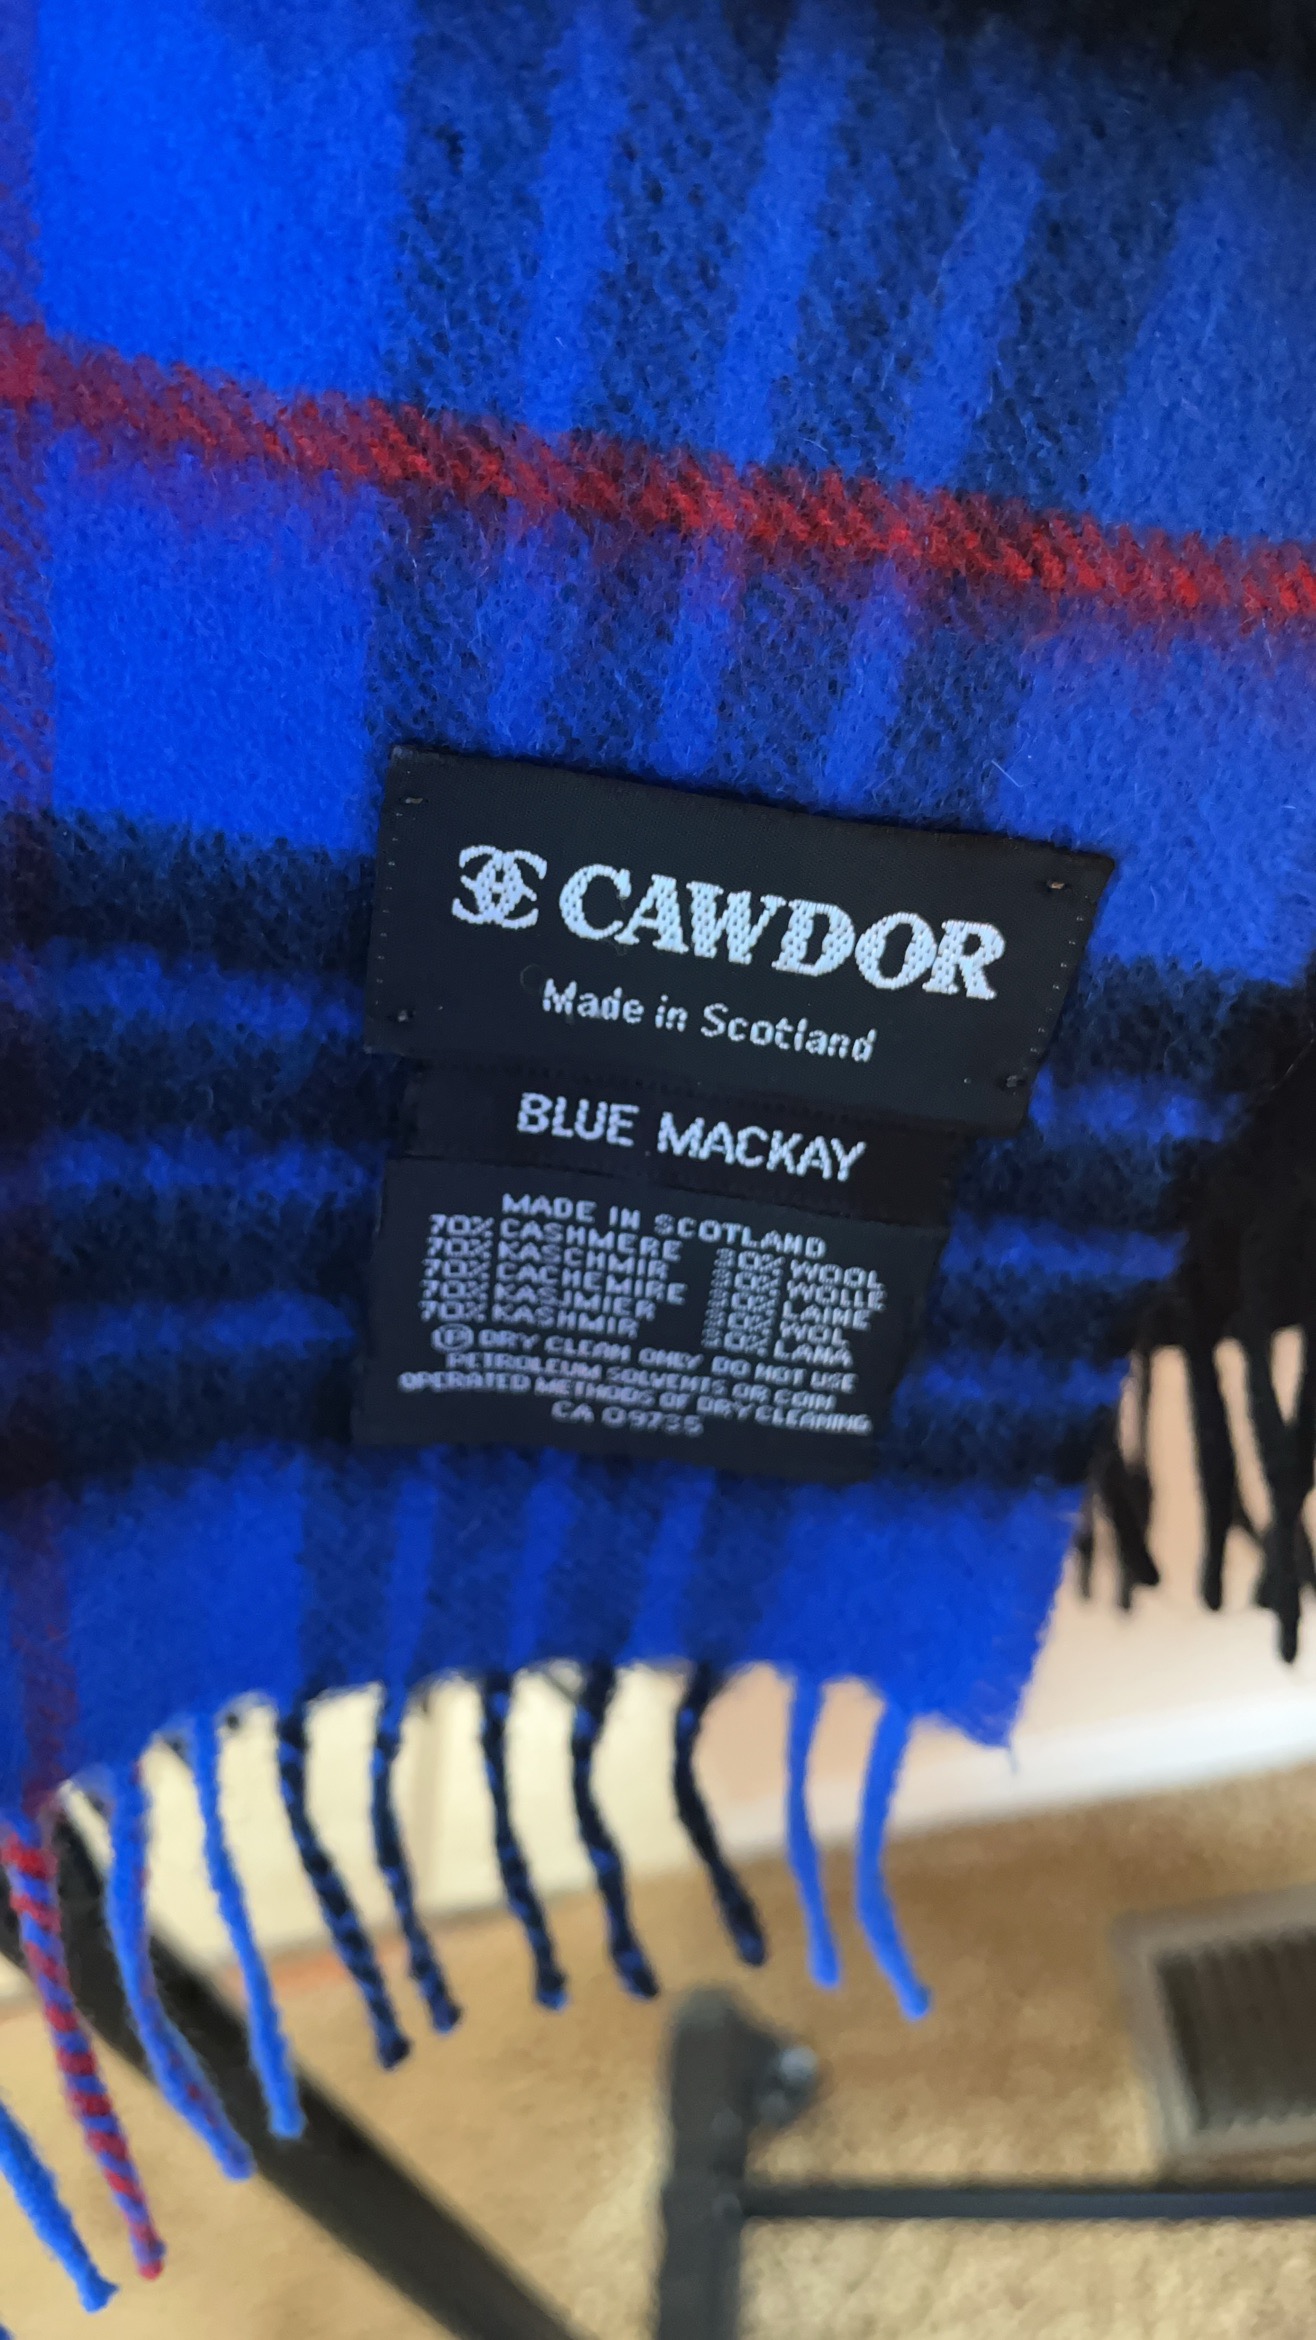 CAWDOR
Made in Scotland
BLUE MACKAY
MADE IN SCOTLAND
70% CASHMERE 30% WOOL
70% KASCHMIR 30% WOLLE
70% CACHEMIRE 30% LAINE
70% KASJMIER 30% WOL
70% KASHMIR 30% LANA
Ⓟ DRY CLEAN ONLY DO NOT USE
PETROLEUM SOLVENTS OR COIN
OPERATED METHODS OF DRY CLEANING
CA 09735